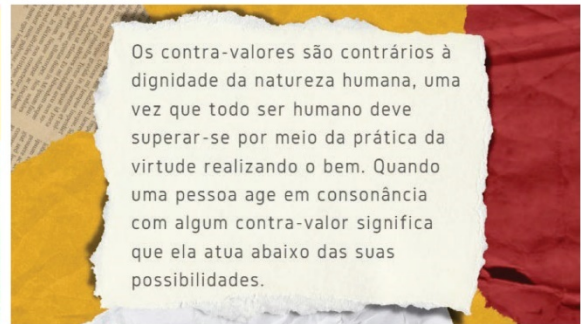 Os contra-valores são contrários à
dignidade da natureza humana, uma
vez que todo ser humano deve
superar-se por meio da prática da
virtude realizando o bem. Quando
uma pessoa age em consonância
com algum contra-valor significa
que ela atua abaixo das suas
possibilidades.